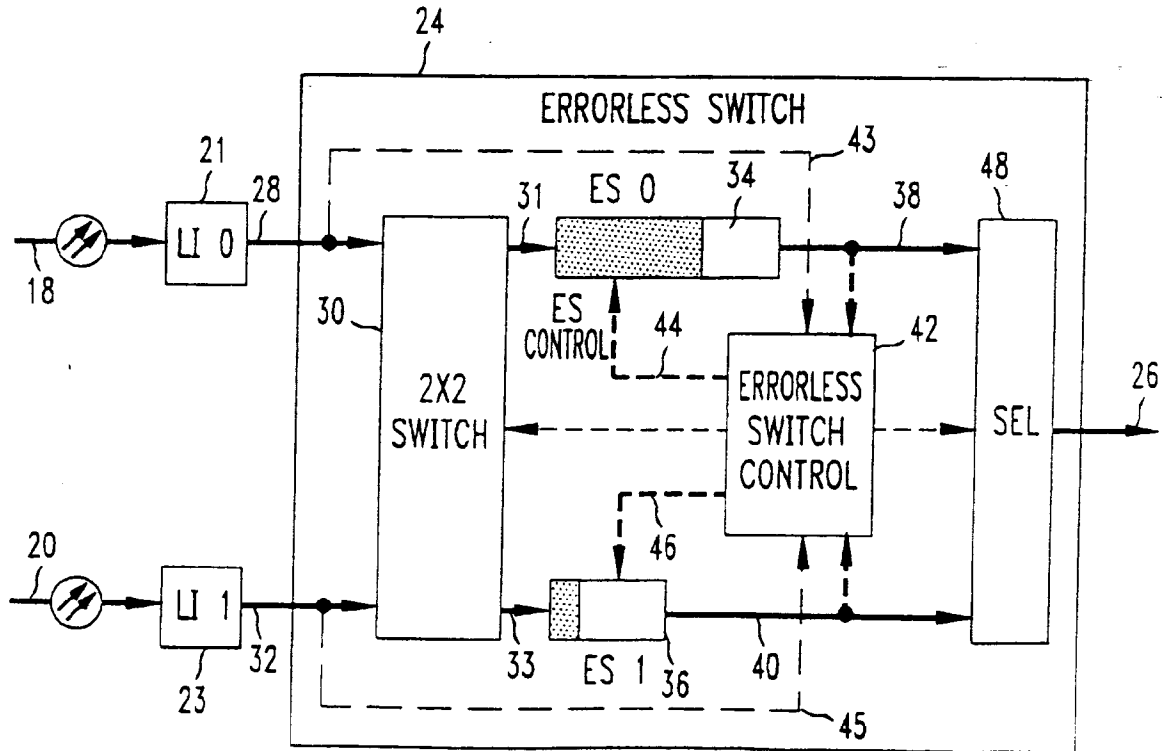 24
ERRORLESS SWITCH
43
21
28
LI 0
18
31
ES 0
34
38
48
30
2X2
SWITCH
ES
CONTROL
44
42
ERRORLESS
SWITCH
CONTROL
SEL
26
20
LI 1
23
32
33
ES 1
36
46
40
45